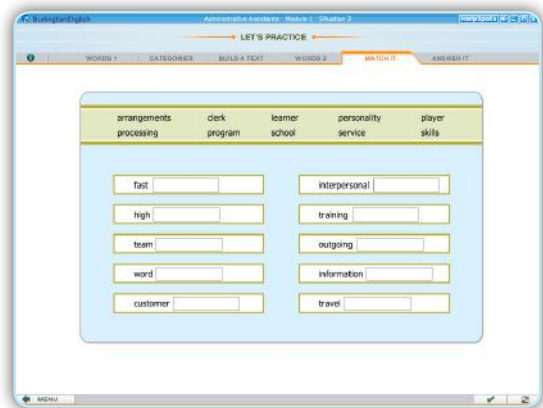 BurlingtonEnglish Administrative Assistants Module 1 Situation 2 HelpSpots
LET'S PRACTICE
WORDS 1 CATEGORIES BUILD A TEXT WORDS 2 MATCH IT ANSWER IT
arrangements clerk learner personality player
processing program school service skills
fast interpersonal
high training
team outgoing
word information
customer travel
MENU